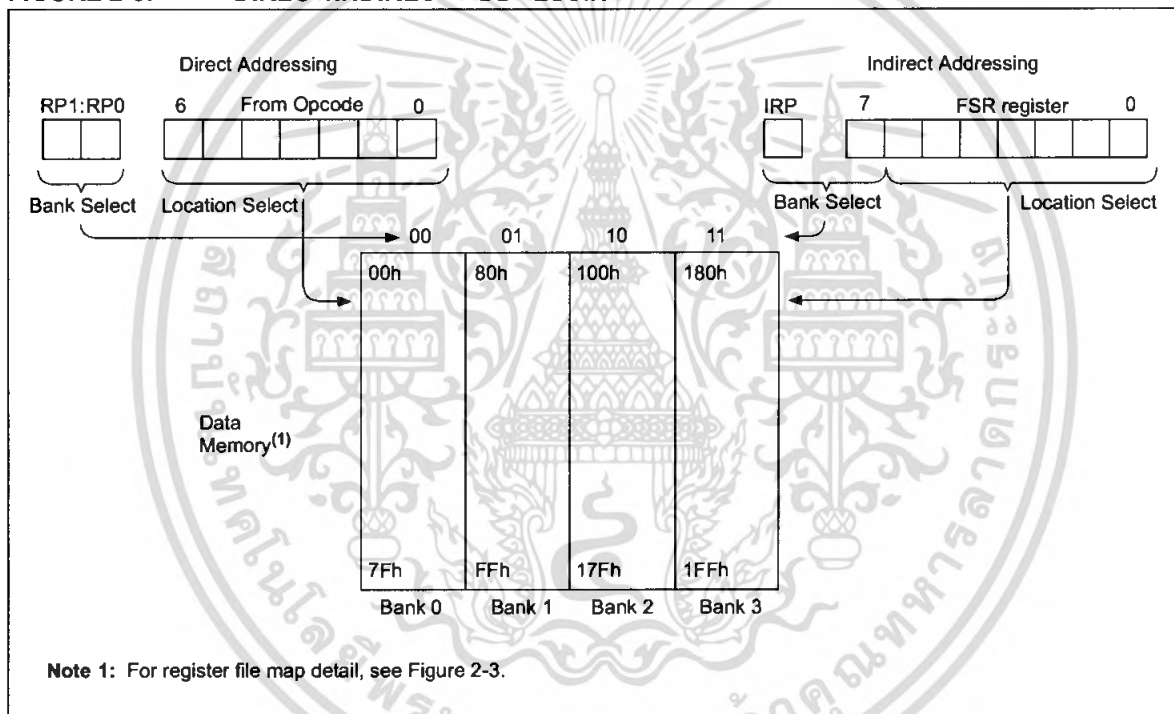 Direct Addressing
Indirect Addressing
RP1:RP0 6 From Opcode 0
IRP 7 FSR register 0
Bank Select Location Select
Bank Select Location Select
00 01 10 11
00h 80h 100h 180h
Data
Memory(1)
7Fh FFh 17Fh 1FFh
Bank 0 Bank 1 Bank 2 Bank 3
Note 1: For register file map detail, see Figure 2-3.